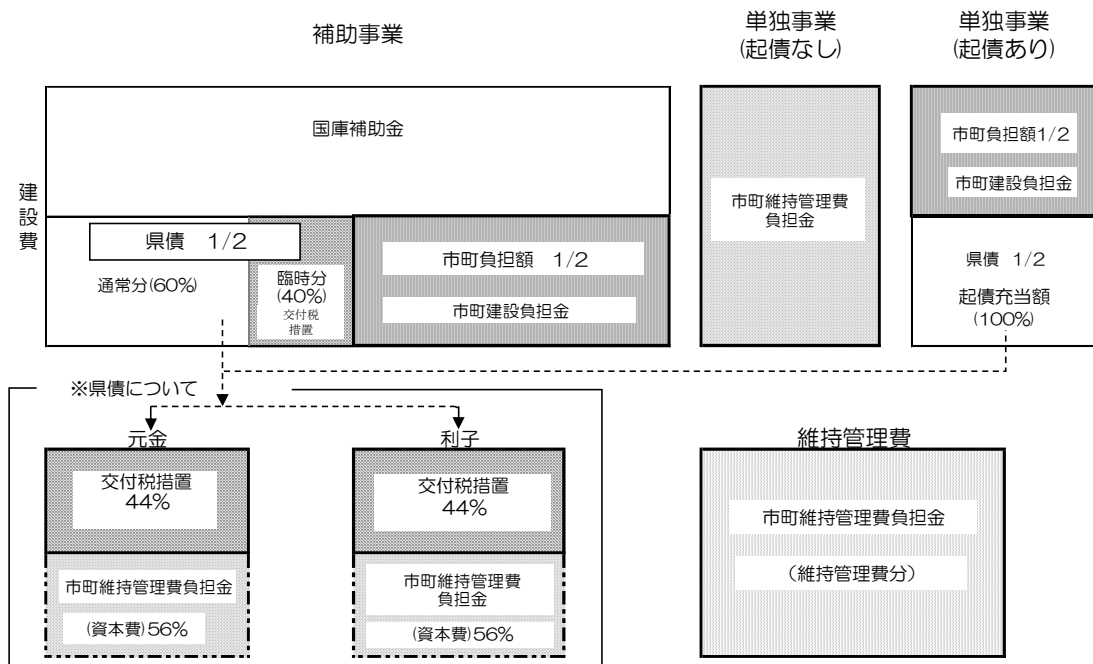 補助事業
単独事業
(起債なし)
単独事業
(起債あり)
建設費
国庫補助金
県債 1/2
通常分(60%)
臨時分
(40%)
交付税
措置
市町負担額 1/2
市町建設負担金
市町維持管理費
負担金
市町負担額1/2
市町建設負担金
県債 1/2
起債充当額
(100%)
※県債について
元金
交付税措置
44%
市町維持管理費負担金
(資本費)56%
利子
交付税措置
44%
市町維持管理費
負担金
(資本費)56%
維持管理費
市町維持管理費負担金
(維持管理費分)